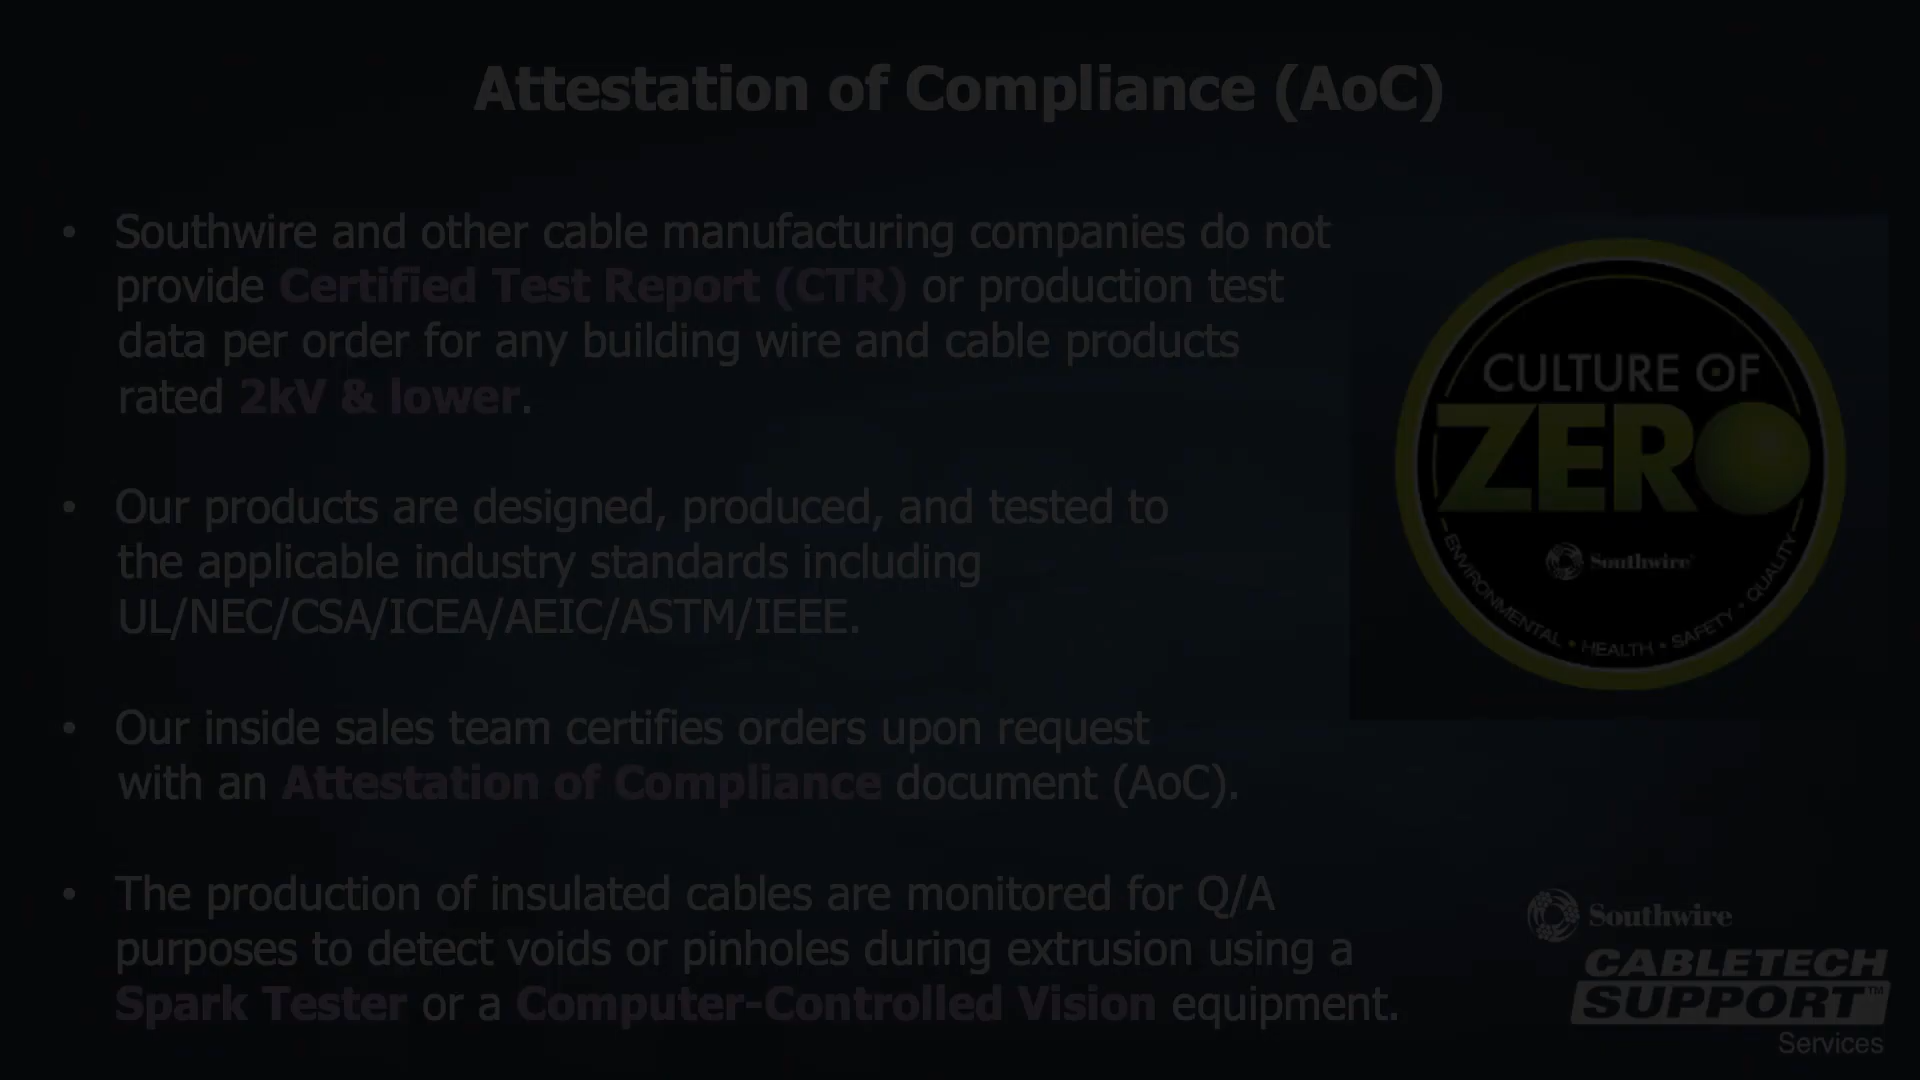 Attestation of Compliance (AoC)
• Southwire and other cable manufacturing companies do not
provide Certified Test Report (CTR) or production test
data per order for any building wire and cable products
rated 2kV & lower.
• Our products are designed, produced, and tested to
the applicable industry standards including
UL/NEC/CSA/ICEA/AEIC/ASTM/IEEE.
• Our inside sales team certifies orders upon request
with an Attestation of Compliance document (AoC).
• The production of insulated cables are monitored for Q/A
purposes to detect voids or pinholes during extrusion using a
Spark Tester or a Computer-Controlled Vision equipment.
CULTURE OF
ZERO
Southwire®
ENVIRONMENTAL • HEALTH • SAFETY • QUALITY
Southwire
CABLETECH
SUPPORT™
Services